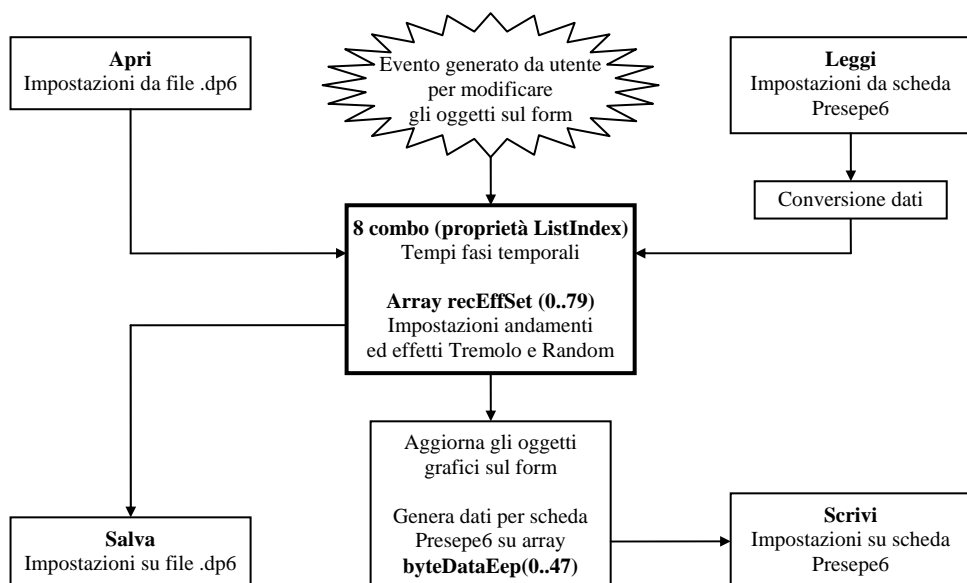 Apri
Impostazioni da file .dp6
Evento generato da utente
per modificare
gli oggetti sul form
Leggi
Impostazioni da scheda
Presepe6
Conversione dati
8 combo (proprietà ListIndex)
Tempi fasi temporali
Array recEffSet (0..79)
Impostazioni andamenti
ed effetti Tremolo e Random
Aggiorna gli oggetti
grafici sul form
Genera dati per scheda
Presepe6 su array
byteDataEep(0..47)
Salva
Impostazioni su file .dp6
Scrivi
Impostazioni su scheda
Presepe6